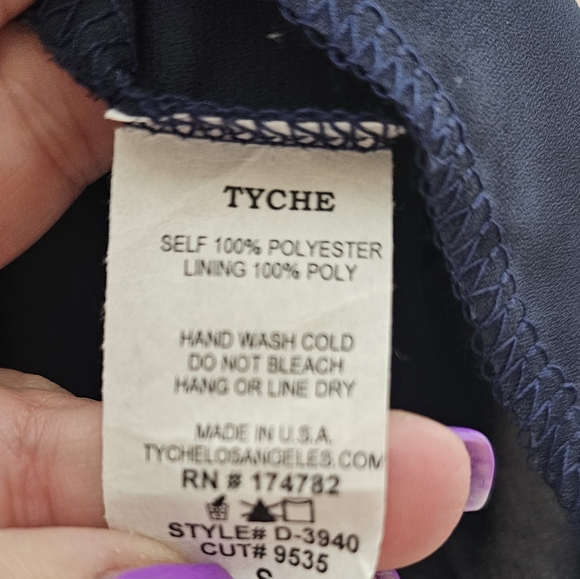 TYCHE
SELF 100% POLYESTER
LINING 100% POLY
HAND WASH COLD
DO NOT BLEACH
HANG OR LINE DRY
MADE IN U.S.A.
TYCHELOSANGELES.COM
RN # 174782
STYLE# D-3940
CUT# 9535